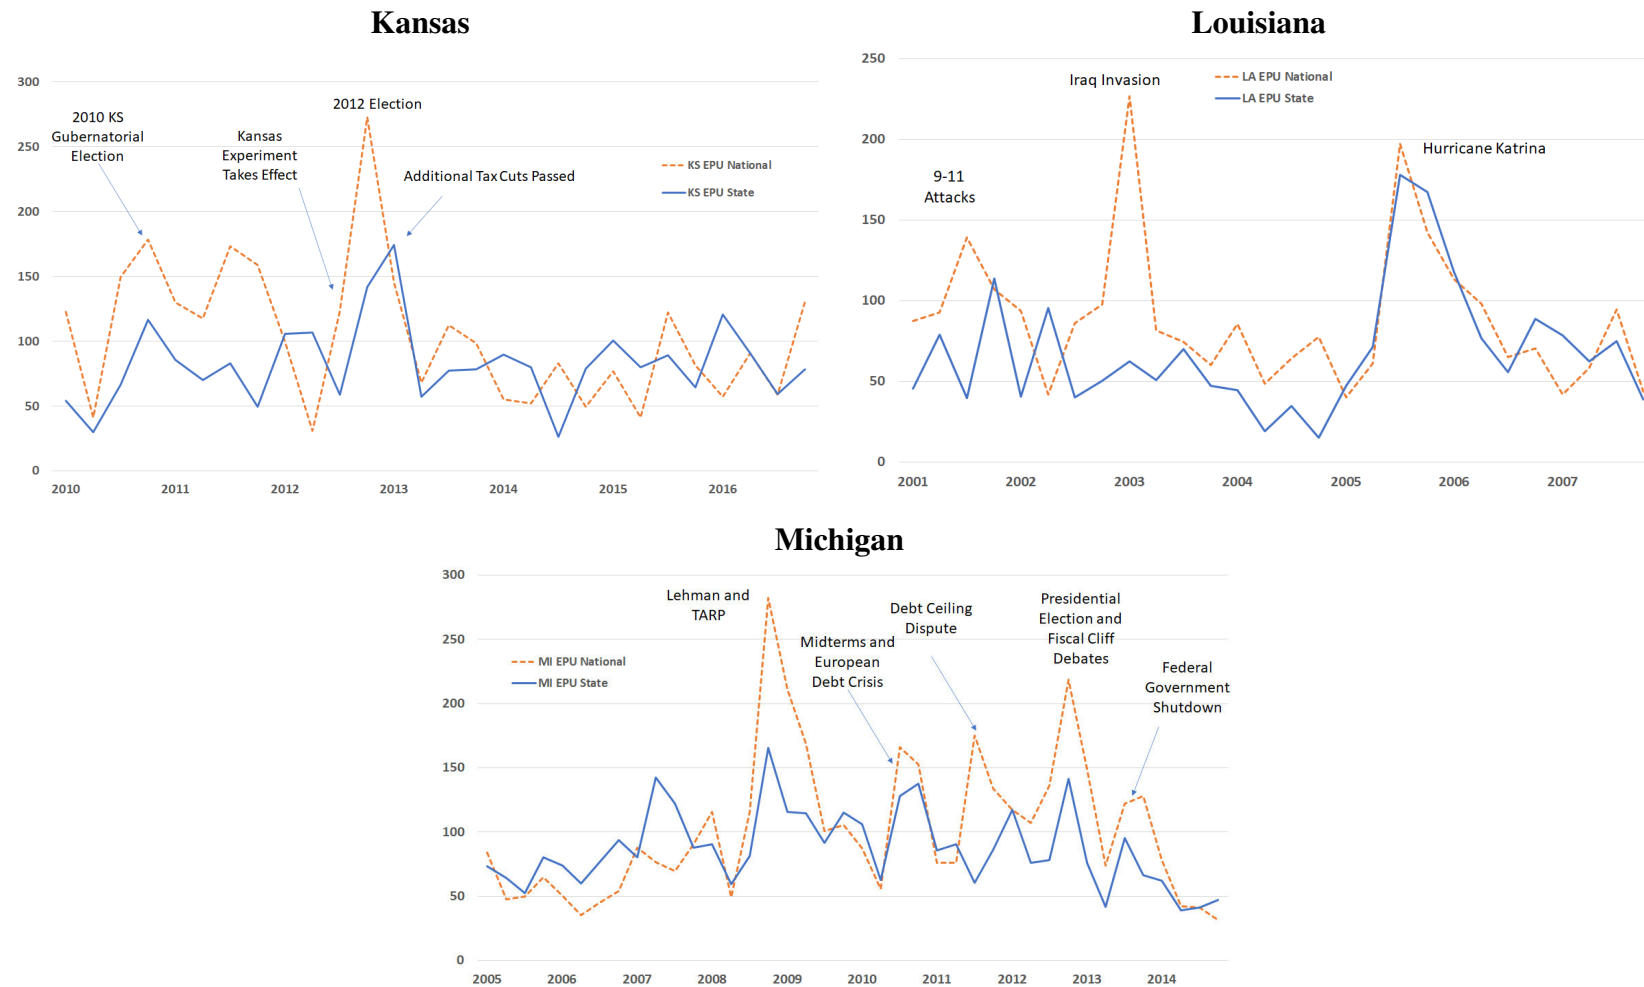 Kansas
300
250
200
150
100
50
0
2010 KS
Gubernatorial
Election
Kansas
Experiment
Takes Effect
2012 Election
Additional Tax Cuts Passed
KS EPU National
KS EPU State
2010 2011 2012 2013 2014 2015 2016
Louisiana
250
200
150
100
50
0
9-11
Attacks
Iraq Invasion
LA EPU National
LA EPU State
Hurricane Katrina
2001 2002 2003 2004 2005 2006 2007
Michigan
300
250
200
150
100
50
0
MI EPU National
MI EPU State
Lehman and
TARP
Midterms and
European
Debt Crisis
Debt Ceiling
Dispute
Presidential
Election and
Fiscal Cliff
Debates
Federal
Government
Shutdown
2005 2006 2007 2008 2009 2010 2011 2012 2013 2014